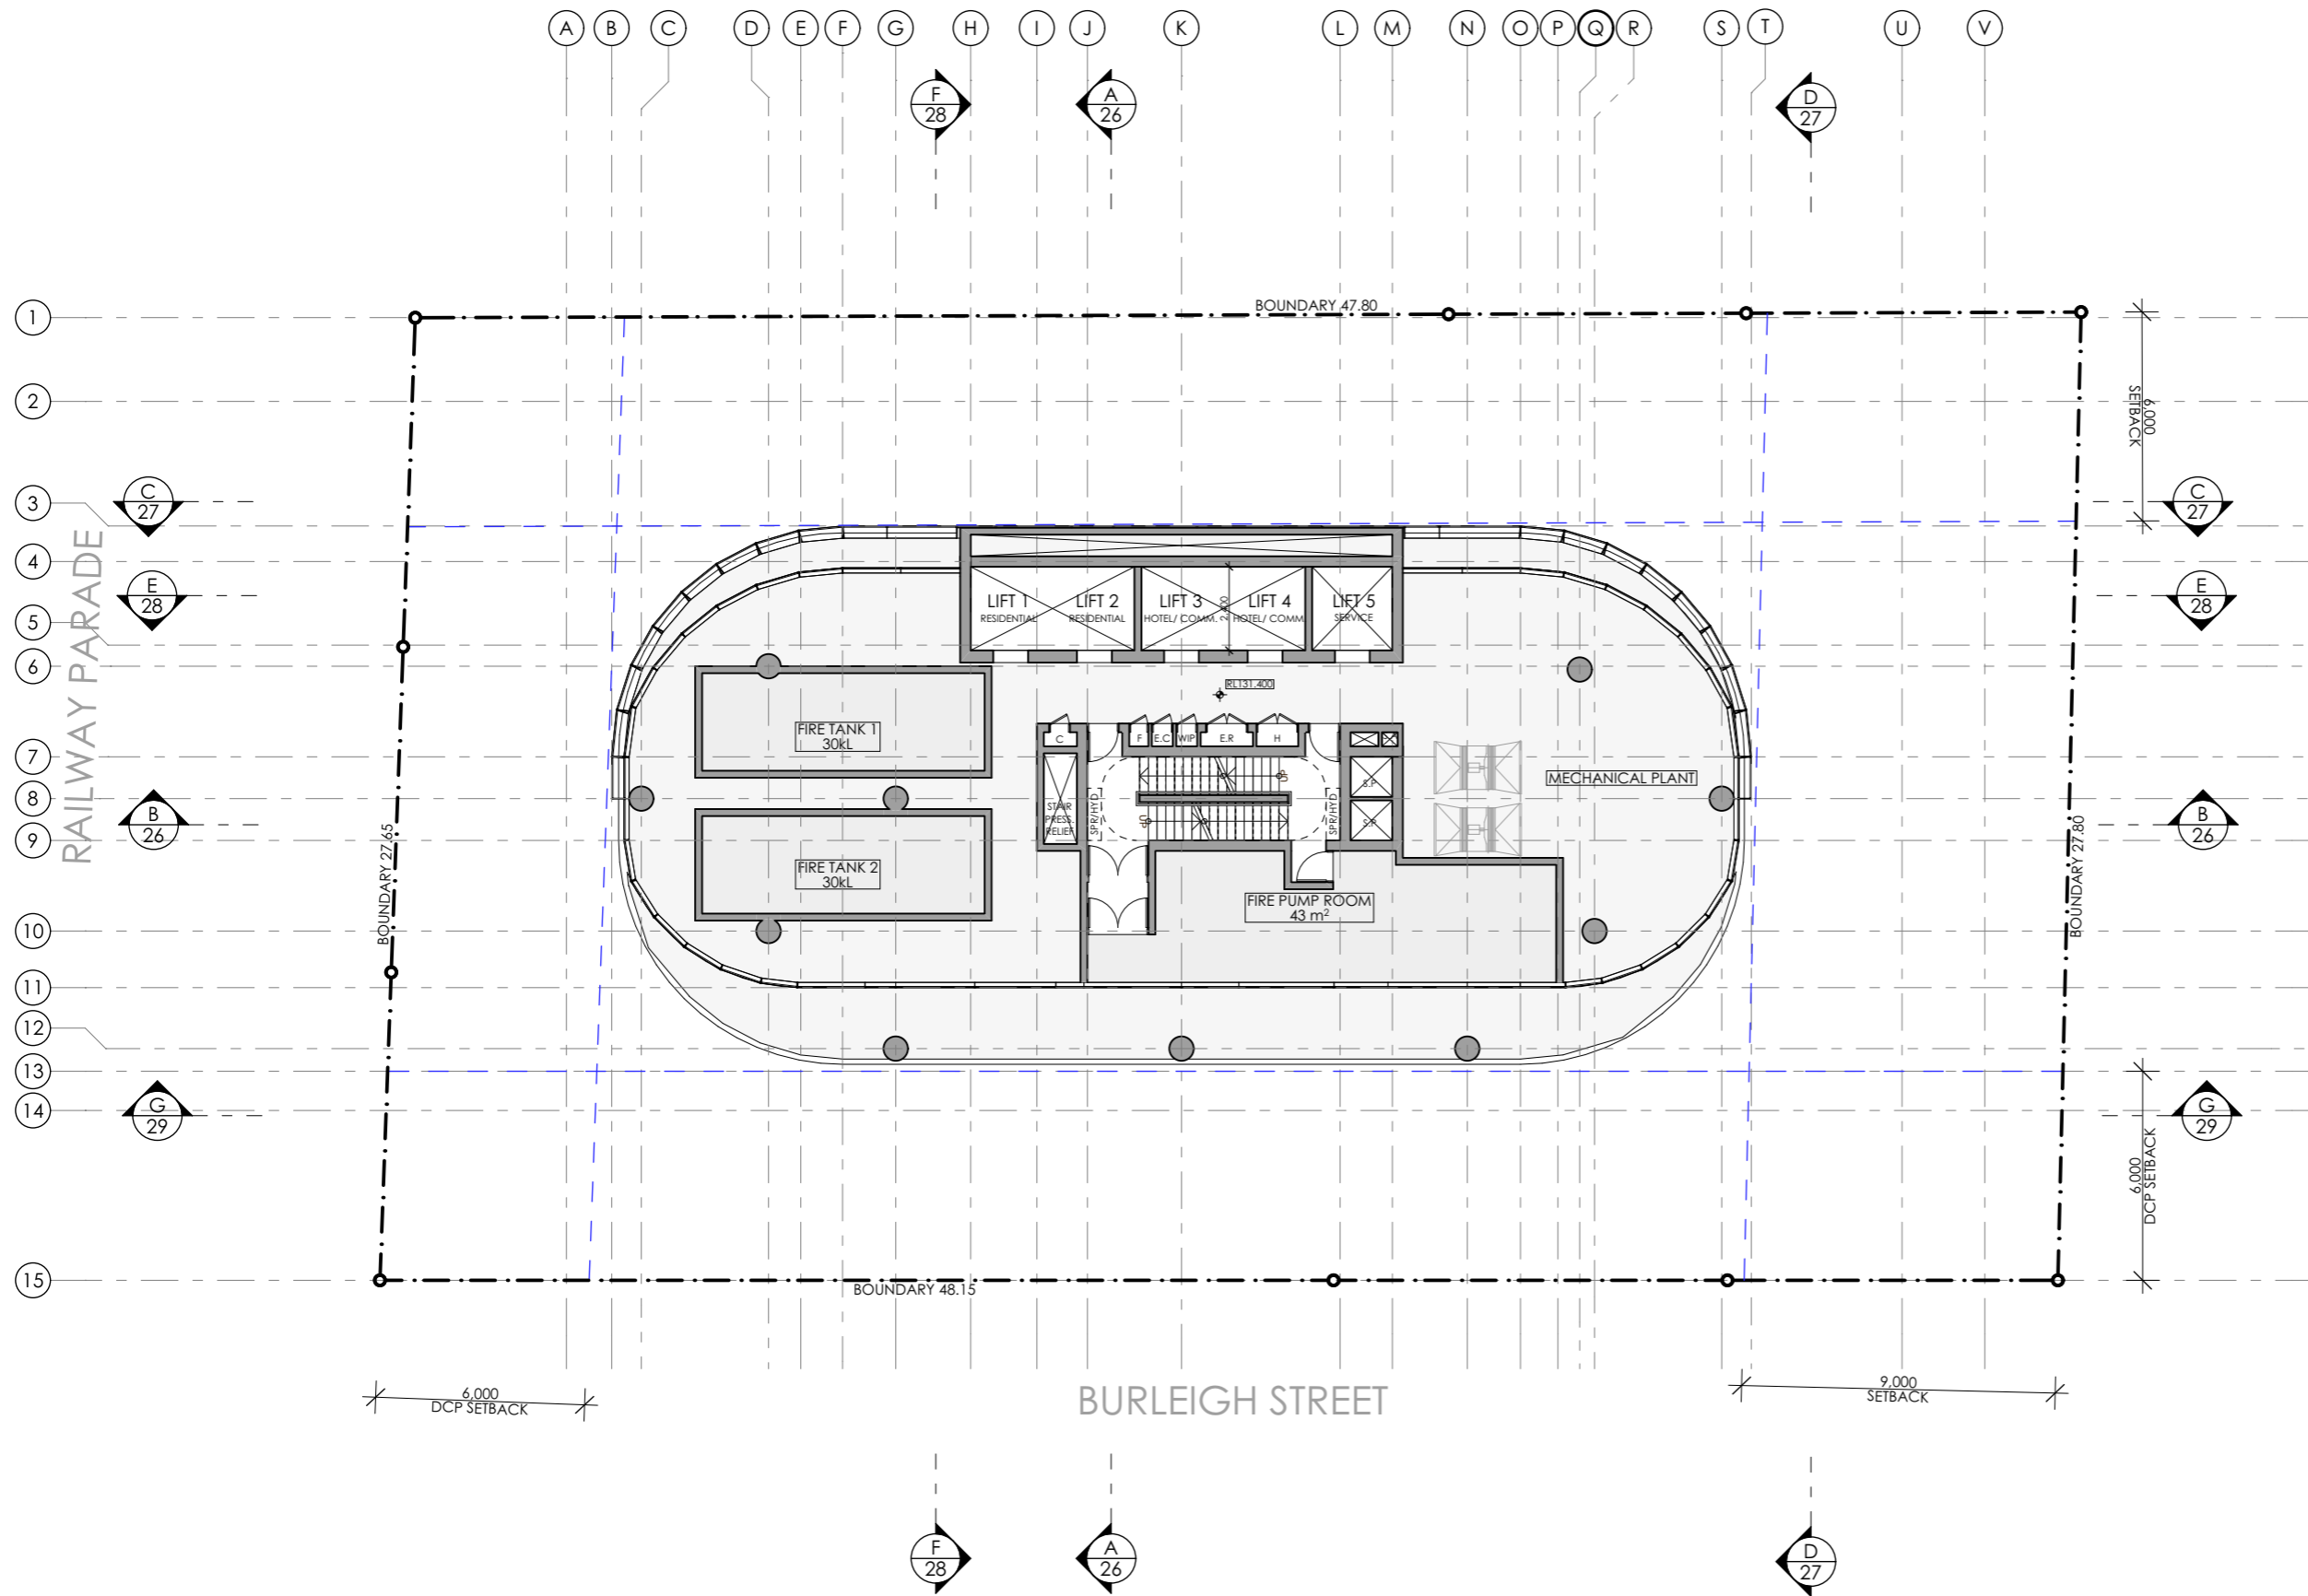 A B C D E F G H I J K L M N O P Q R S T U V
F
28
A
26
D
27
1
BOUNDARY 47.80
2
6,000
SETBACK
3
C
27
C
27
4
RAILWAY PARADE
E
28
E
28
5
LIFT 1
RESIDENTIAL
LIFT 2
RESIDENTIAL
LIFT 3
HOTEL/ COMM.
2,400
LIFT 4
HOTEL/ COMM.
LIFT 5
SERVICE
6
RL131.400
FIRE TANK 1
30kL
C
F
E.C
WIP
E.R
H
7
UP
S.P
MECHANICAL PLANT
8
STAIR
PRESS.
RELIEF
SPR/HYD
UP
SPR/HYD
S.P
B
26
B
26
9
BOUNDARY 27.65
FIRE TANK 2
30kL
FIRE PUMP ROOM
43 m²
BOUNDARY 27.80
10
11
12
13
14
G
29
G
29
6,000
DCP SETBACK
15
BOUNDARY 48.15
6,000
DCP SETBACK
BURLEIGH STREET
9,000
SETBACK
F
28
A
26
D
27